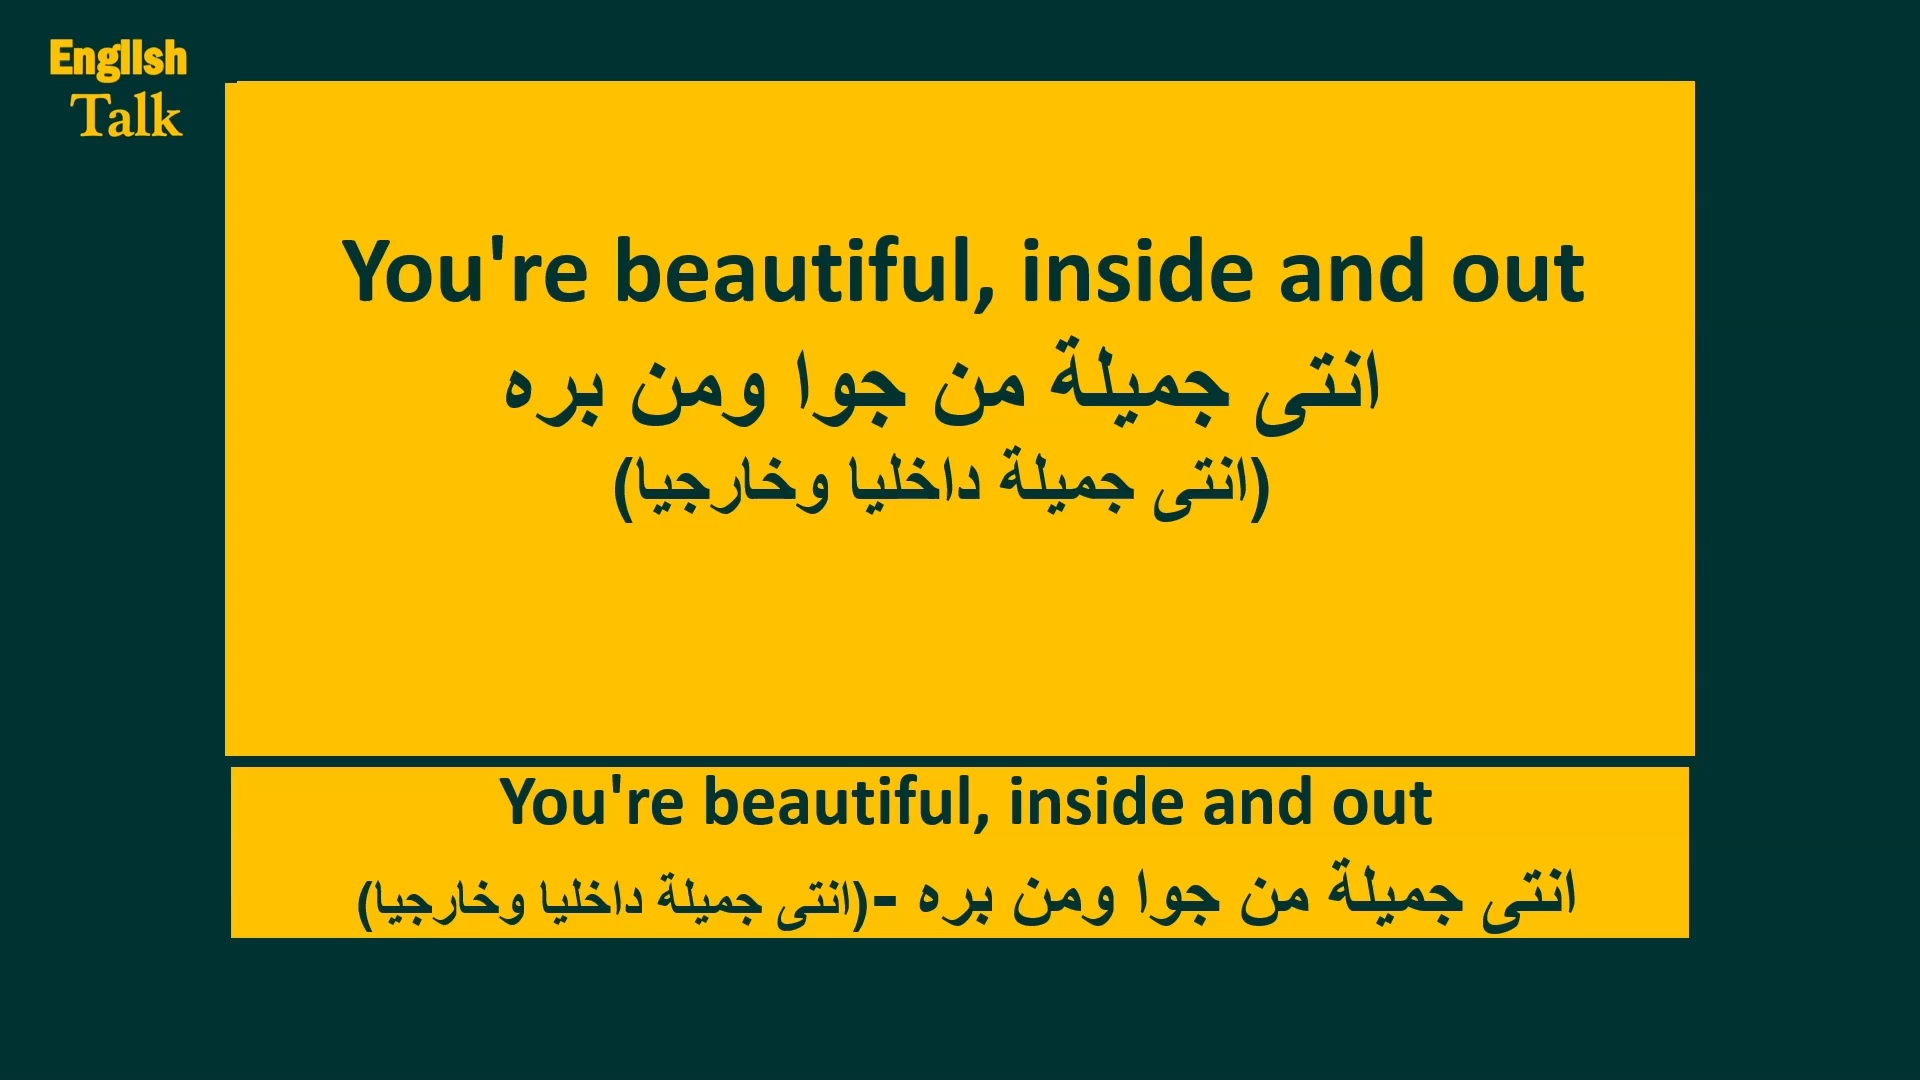 English
Talk
You're beautiful, inside and out
انتى جميلة من جوا ومن بره
(انتى جميلة داخليا وخارجيا)
You're beautiful, inside and out
انتى جميلة من جوا ومن بره -(انتى جميلة داخليا وخارجيا)